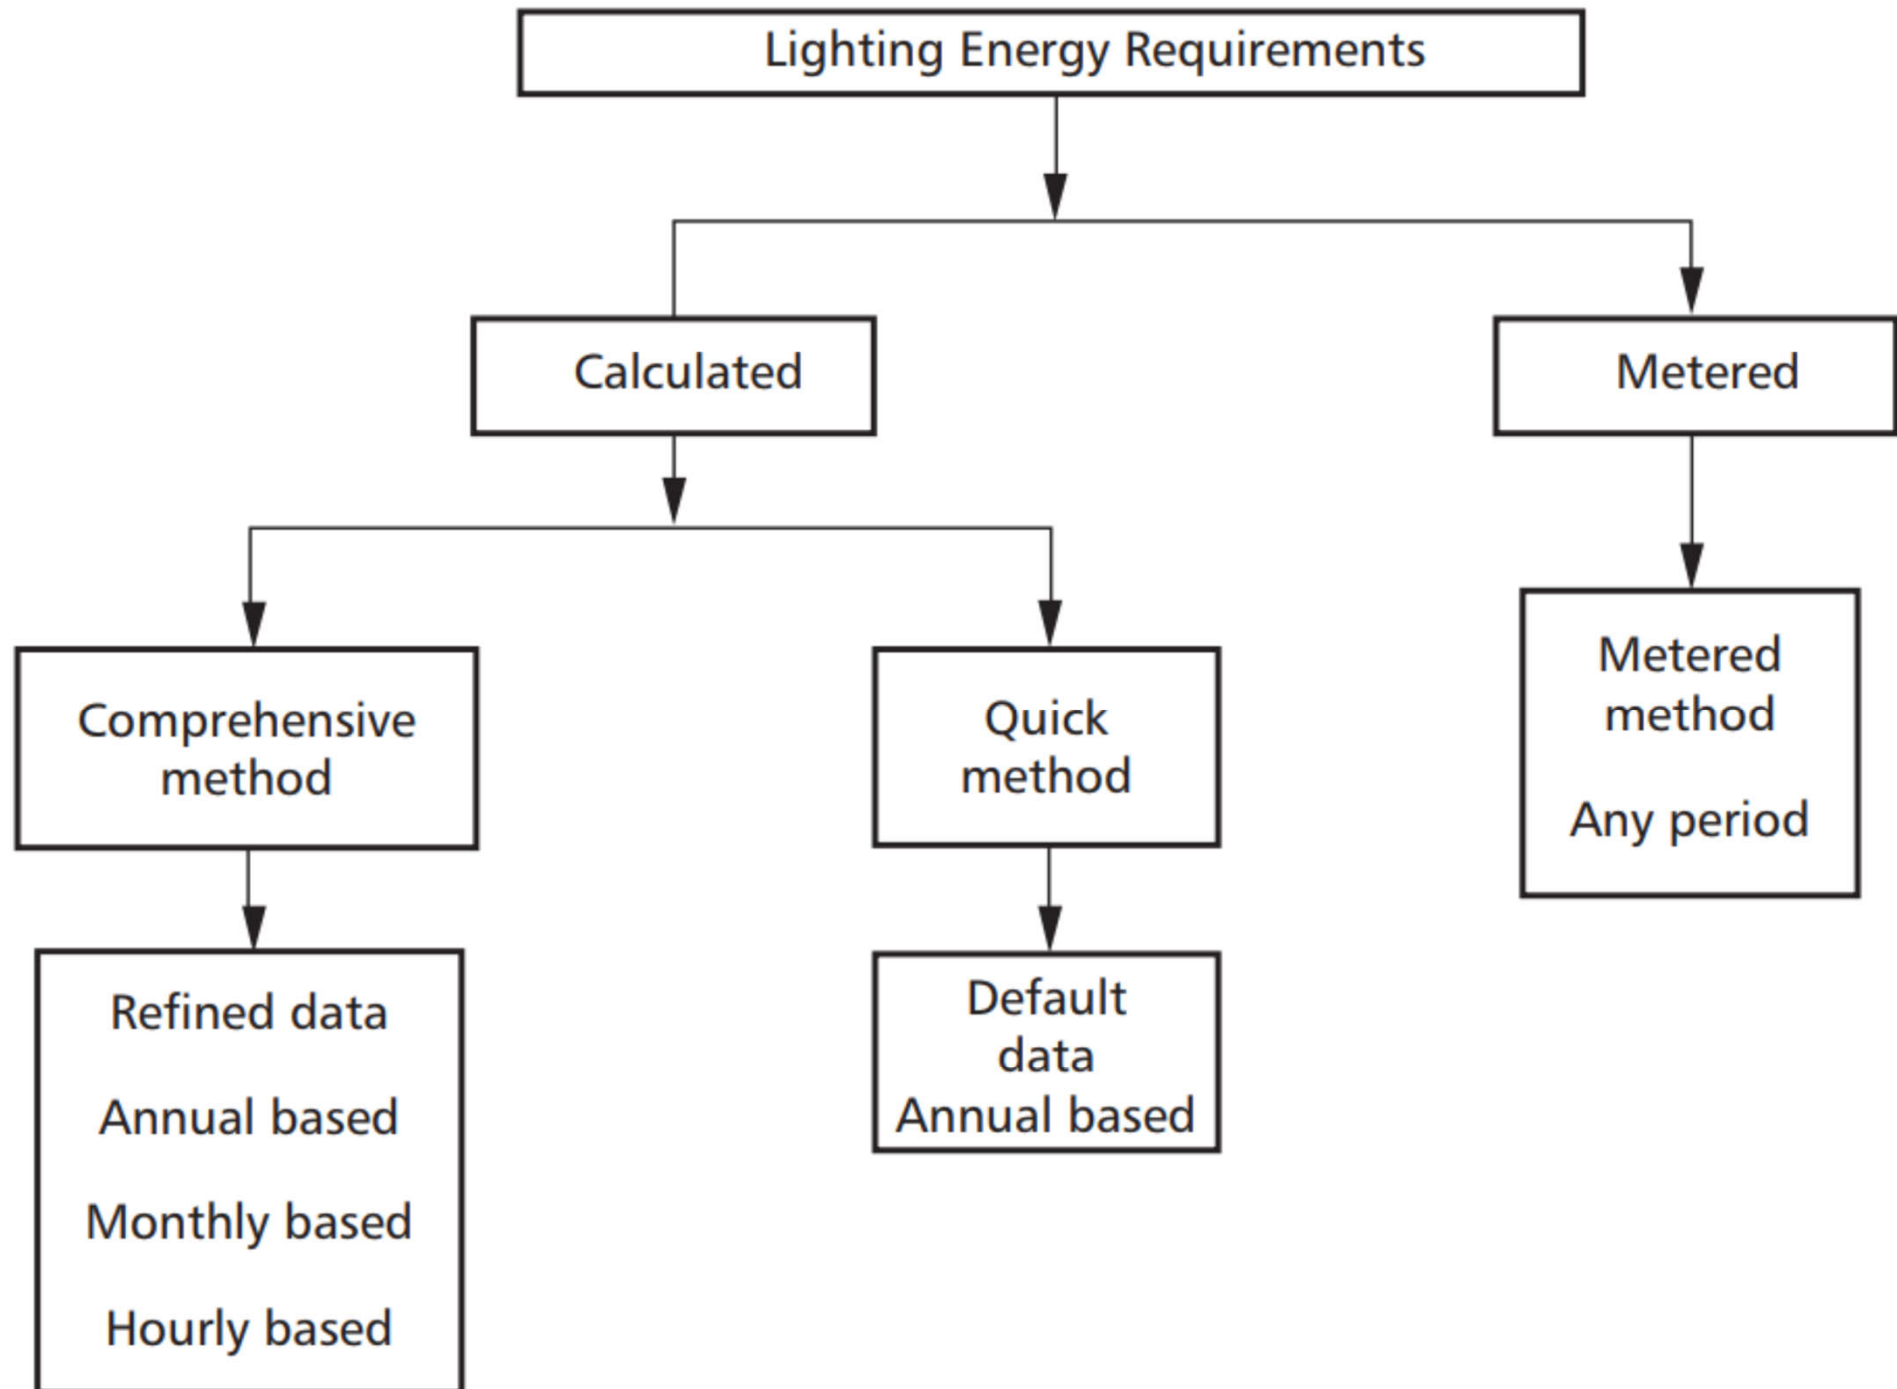 Lighting Energy Requirements
Calculated
Metered
Comprehensive
method
Quick
method
Metered
method
Any period
Refined data
Annual based
Monthly based
Hourly based
Default
data
Annual based